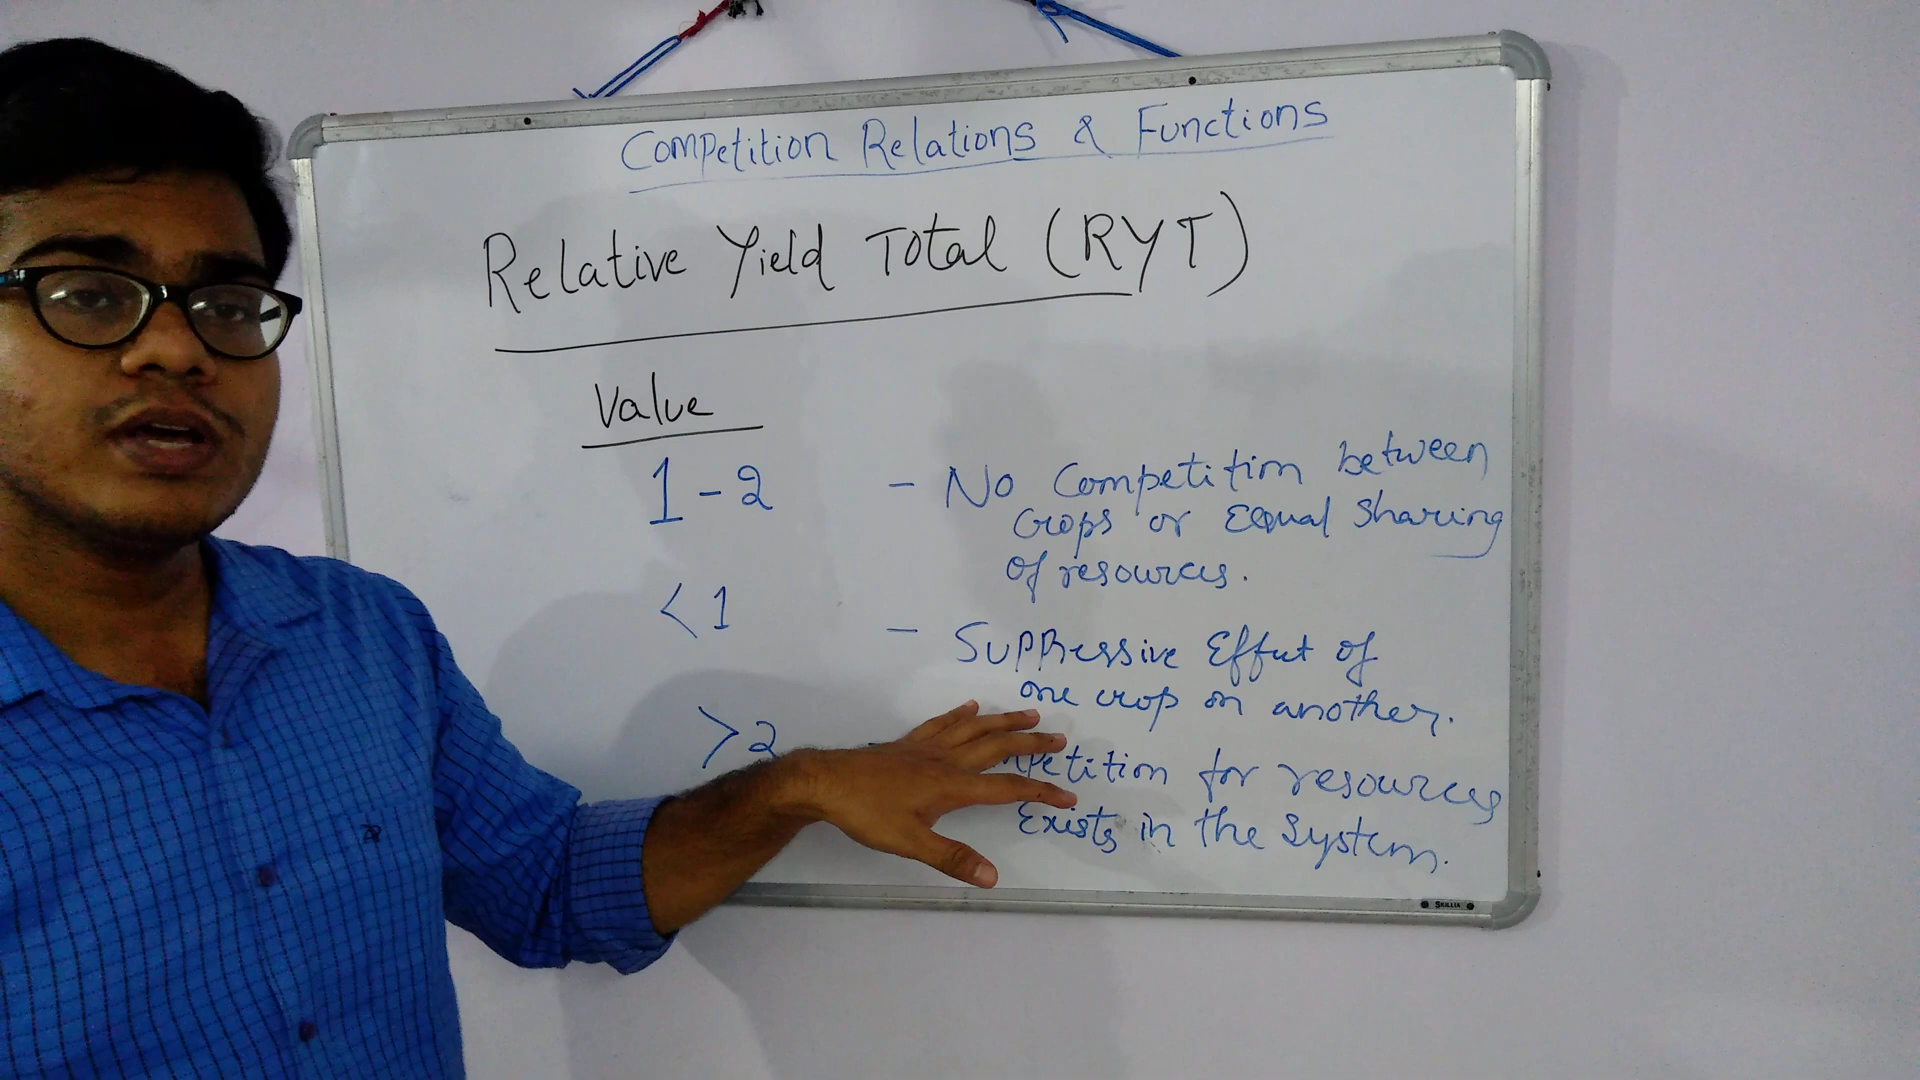 Competition Relations & Functions
Relative Yield Total (RYT)
Value
1 - 2 - No Competition between
Crops or Equal Sharing
of resources.
< 1 - Suppressive Effect of
one crop on another.
> 2 - mpetition for resources
Exists in the System.